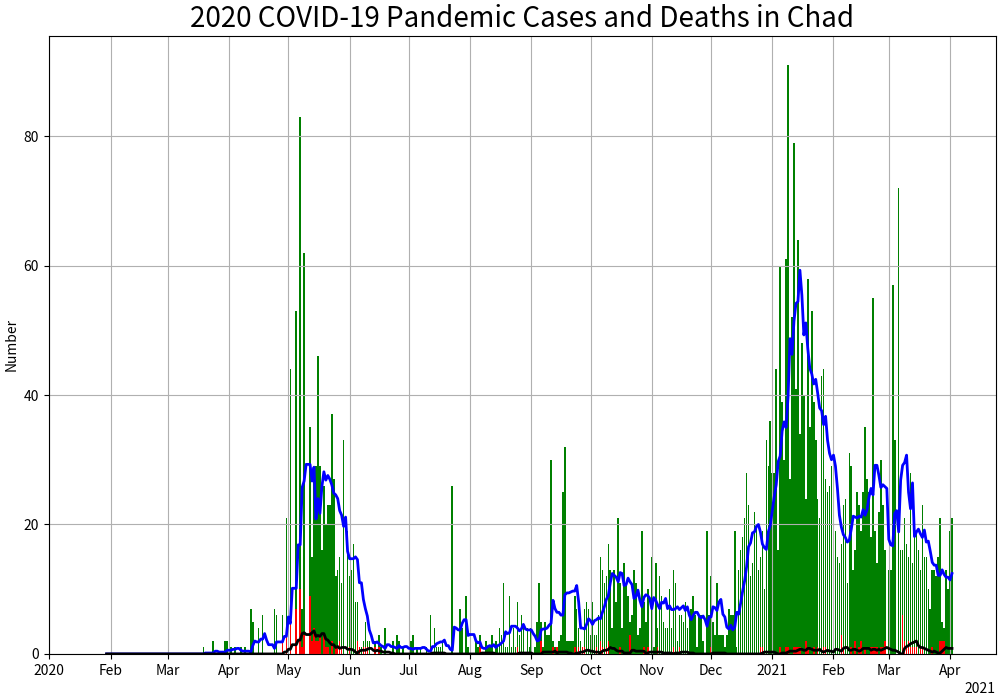 2020 COVID-19 Pandemic Cases and Deaths in Chad
Number
80
60
40
20
0
2020 Feb Mar Apr May Jun Jul Aug Sep Oct Nov Dec 2021 Feb Mar Apr
2021